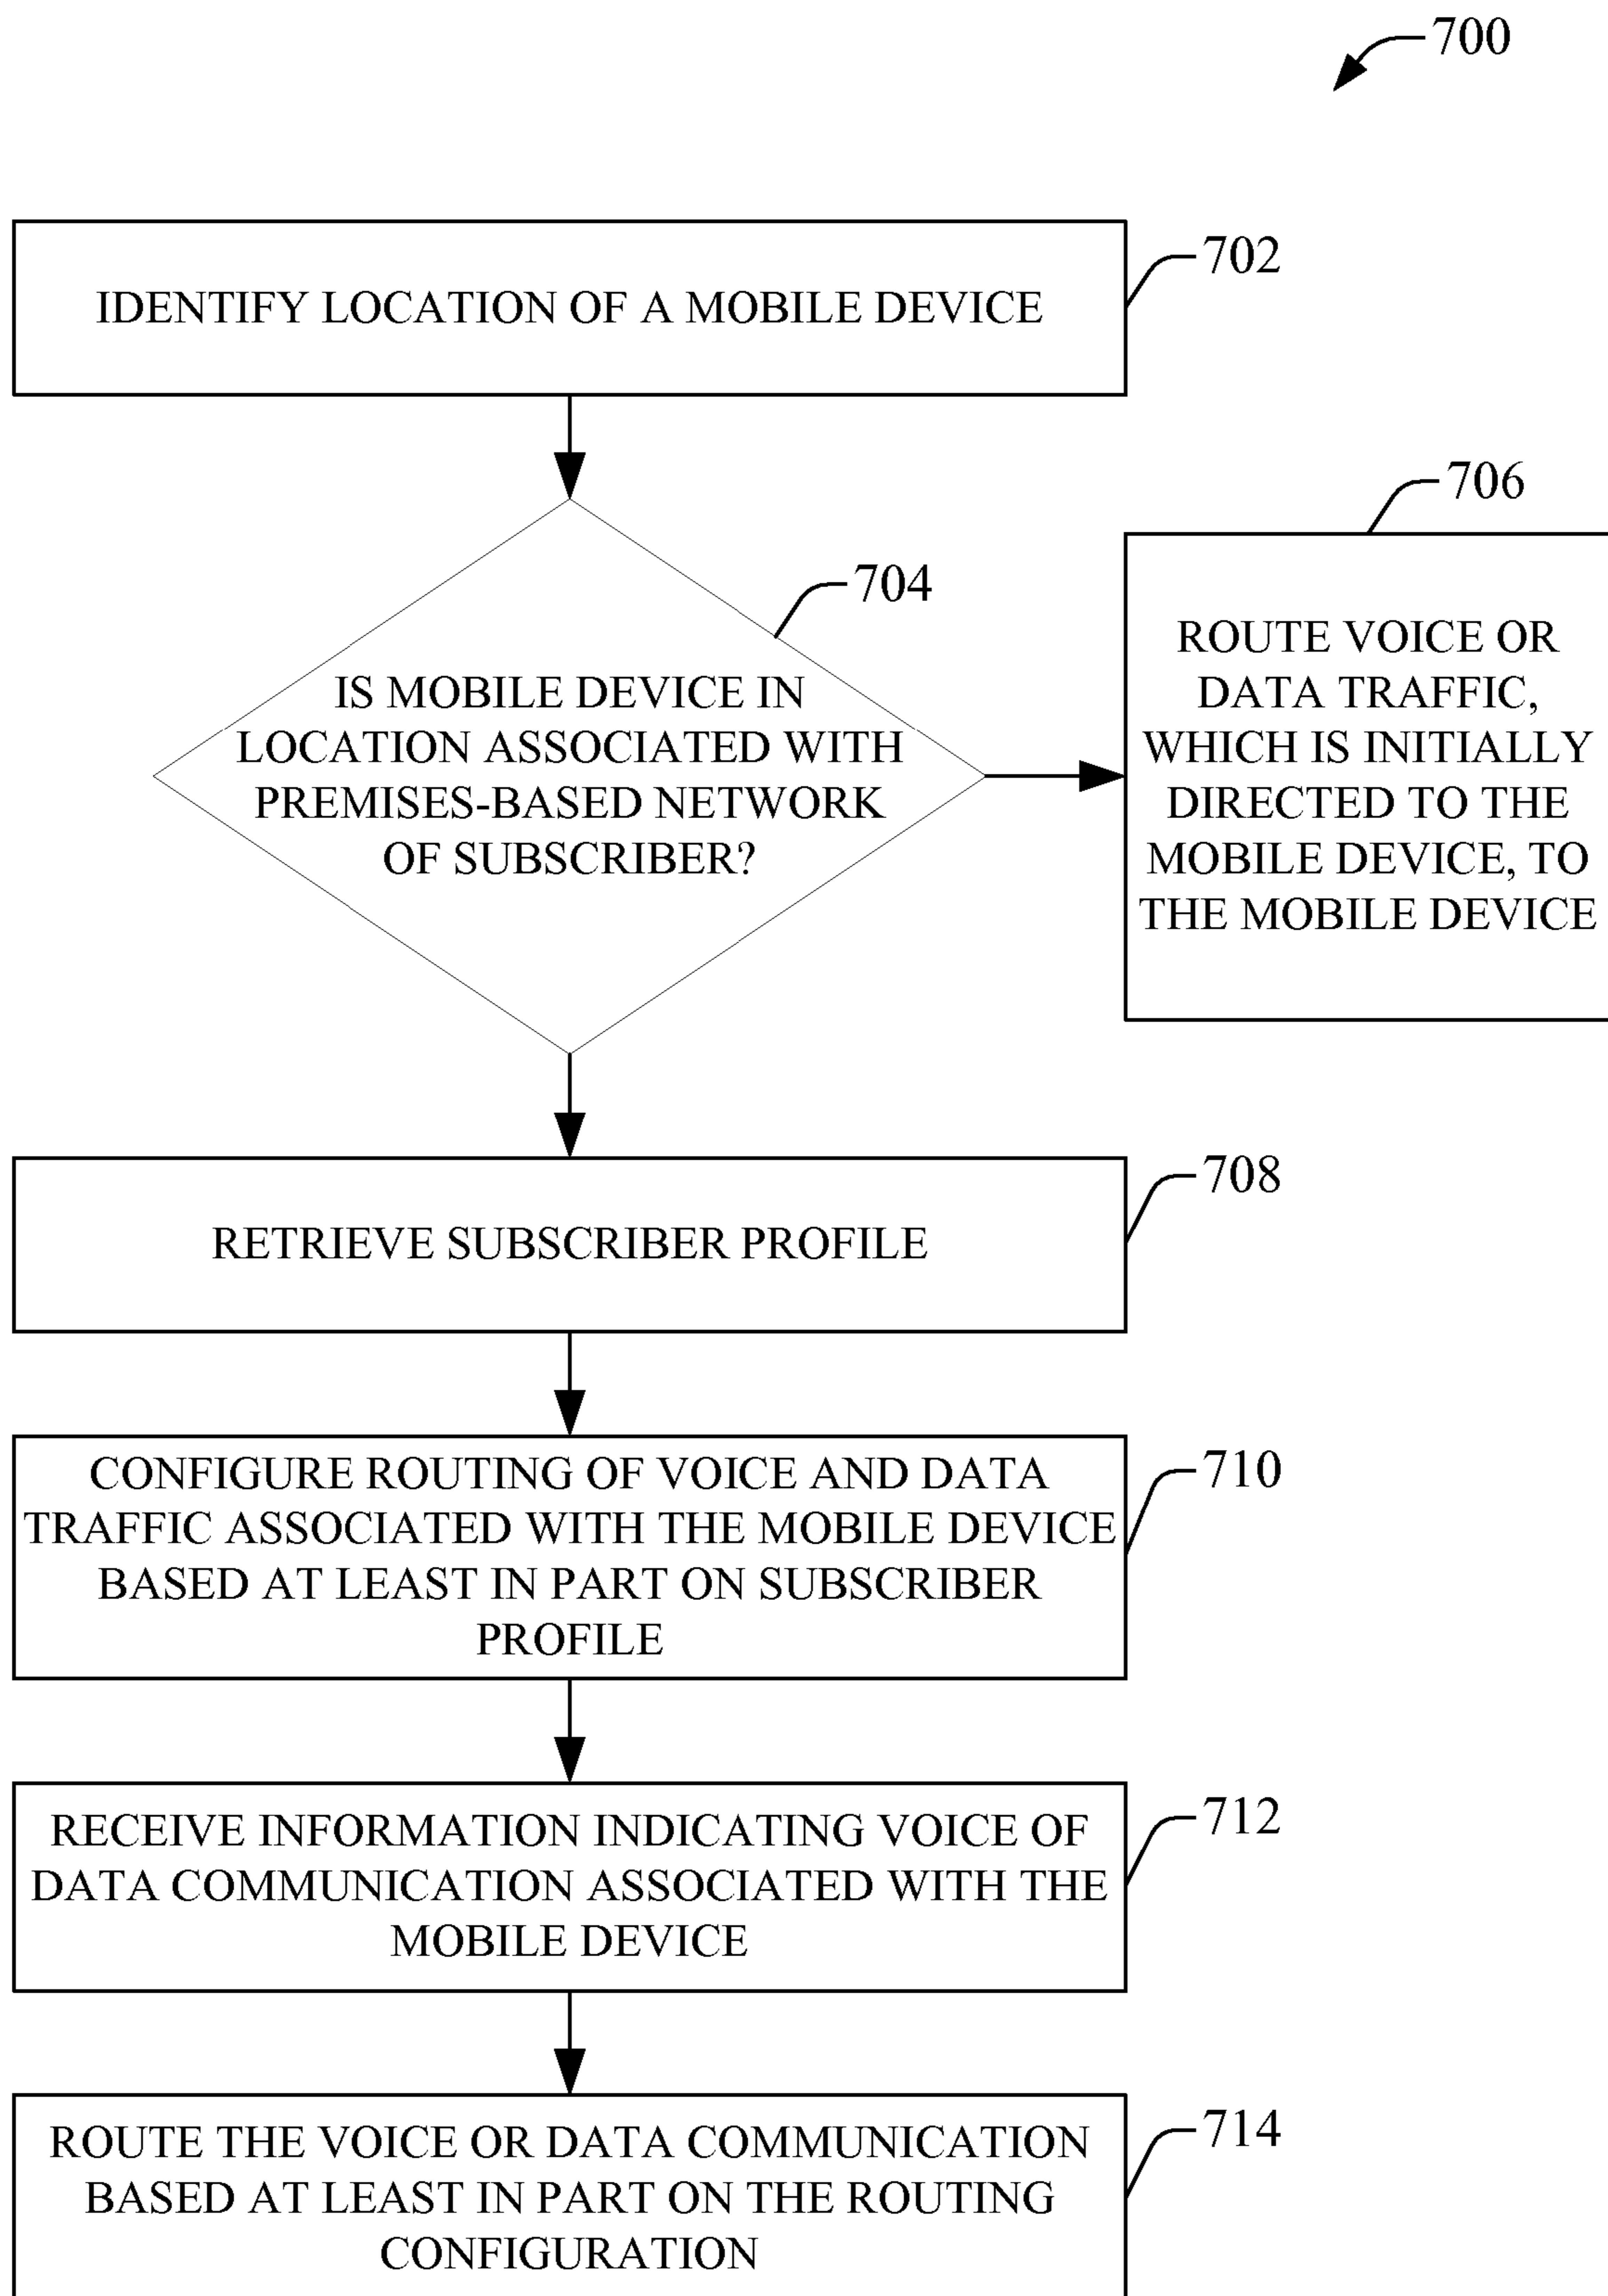 700
702
IDENTIFY LOCATION OF A MOBILE DEVICE
706
704
IS MOBILE DEVICE IN
LOCATION ASSOCIATED WITH
PREMISES-BASED NETWORK
OF SUBSCRIBER?
ROUTE VOICE OR
DATA TRAFFIC,
WHICH IS INITIALLY
DIRECTED TO THE
MOBILE DEVICE, TO
THE MOBILE DEVICE
708
RETRIEVE SUBSCRIBER PROFILE
710
CONFIGURE ROUTING OF VOICE AND DATA
TRAFFIC ASSOCIATED WITH THE MOBILE DEVICE
BASED AT LEAST IN PART ON SUBSCRIBER
PROFILE
712
RECEIVE INFORMATION INDICATING VOICE OF
DATA COMMUNICATION ASSOCIATED WITH THE
MOBILE DEVICE
714
ROUTE THE VOICE OR DATA COMMUNICATION
BASED AT LEAST IN PART ON THE ROUTING
CONFIGURATION